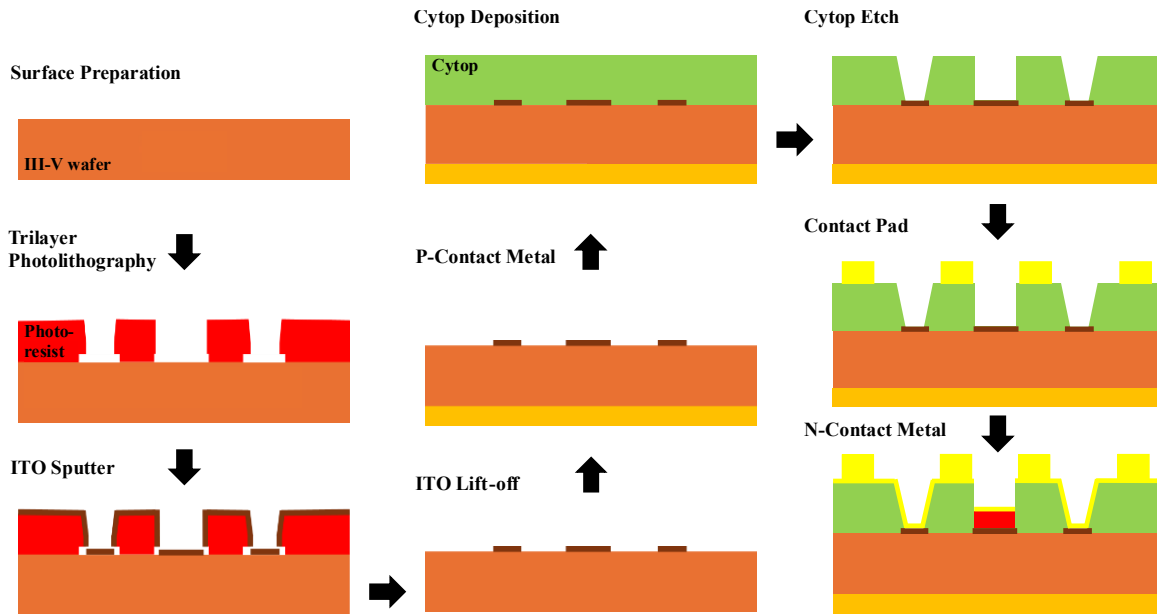 Surface Preparation
III-V wafer
Trilayer
Photolithography
Photo-
resist
ITO Sputter
ITO Lift-off
P-Contact Metal
Cytop Deposition
Cytop
Cytop Etch
Contact Pad
N-Contact Metal